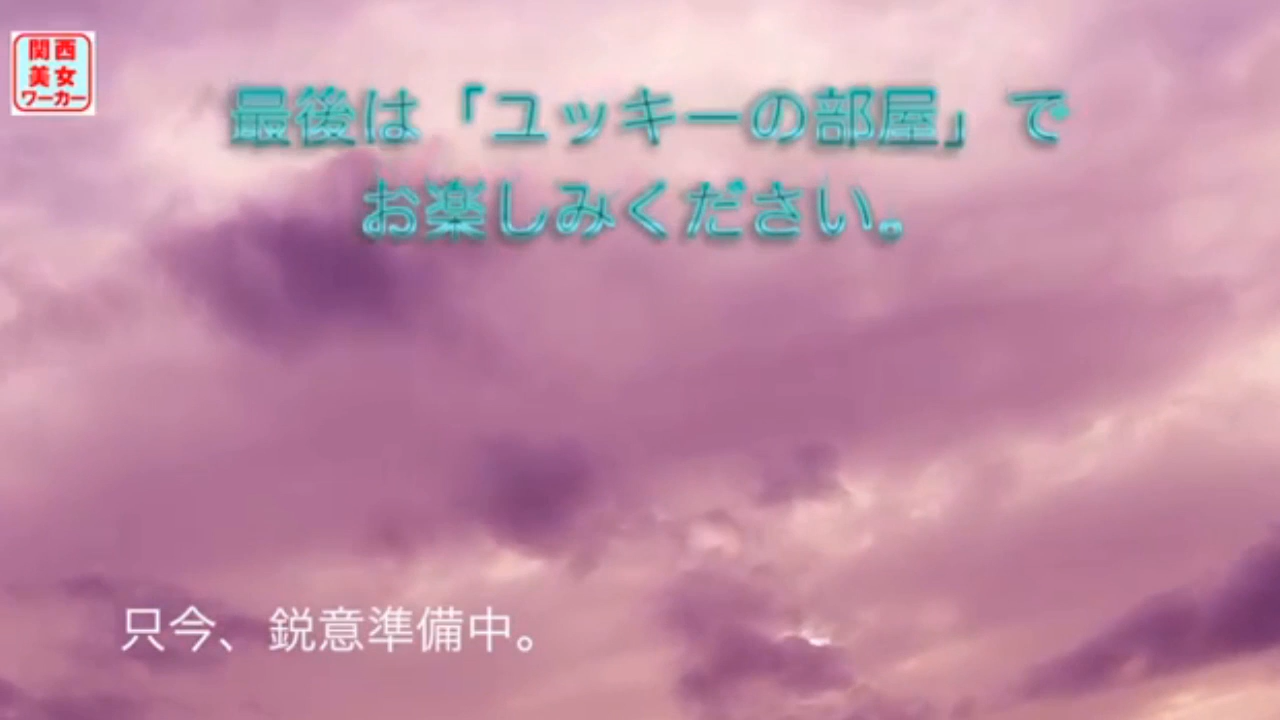 関西
美女
ワーカー
最後は「ユッキーの部屋」で
お楽しみください。
只今、鋭意準備中。